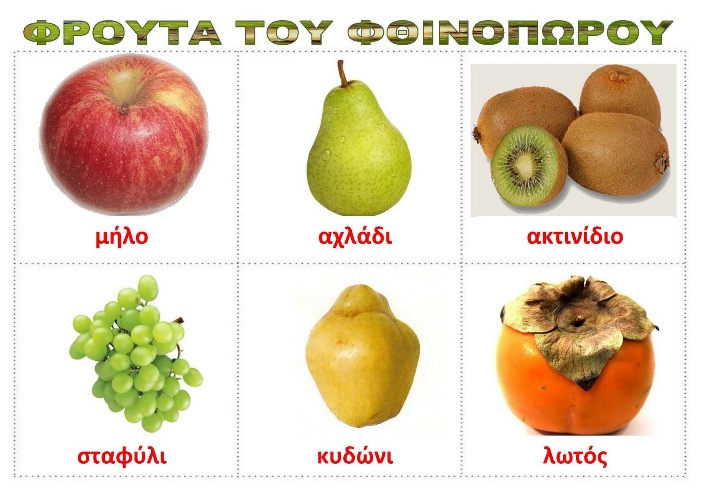 ΦΡΟΥΤΑ ΤΟΥ ΦΘΙΝΟΠΩΡΟΥ
μήλο
αχλάδι
ακτινίδιο
σταφύλι
κυδώνι
λωτός